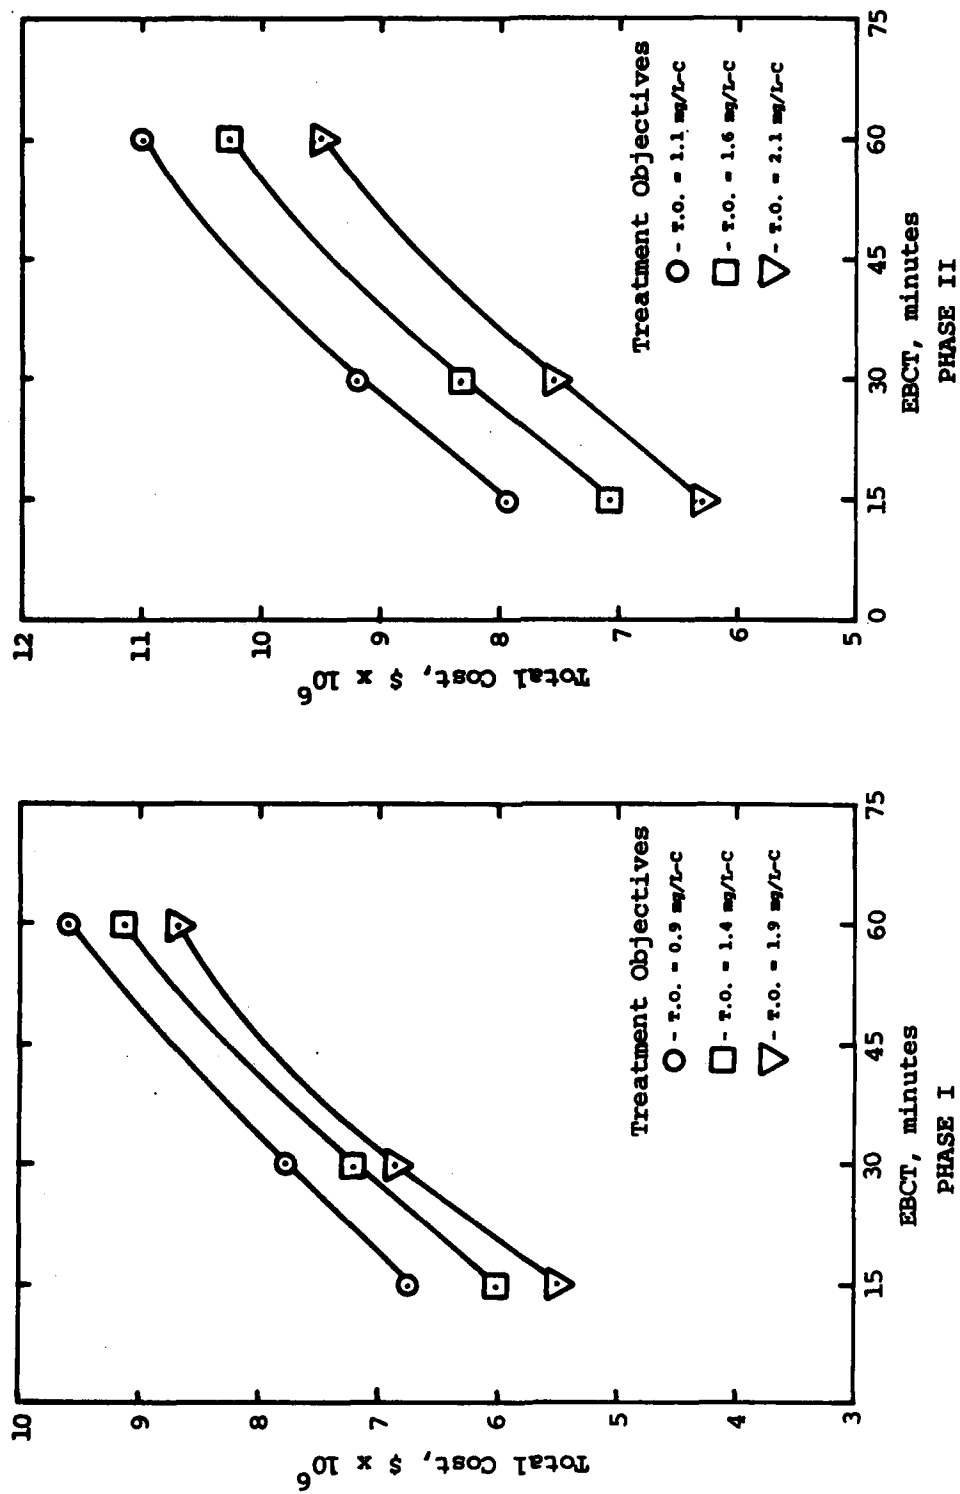 10
9
8
7
6
5
4
3
Total Cost, $ x 10⁶
15
30
45
60
75
EBCT, minutes
PHASE I
Treatment Objectives
- T.O. = 0.9 mg/L-C
- T.O. = 1.4 mg/L-C
- T.O. = 1.9 mg/L-C
12
11
10
9
8
7
6
5
Total Cost, $ x 10⁶
0
15
30
45
60
75
EBCT, minutes
PHASE II
Treatment Objectives
- T.O. = 1.1 mg/L-C
- T.O. = 1.6 mg/L-C
- T.O. = 2.1 mg/L-C